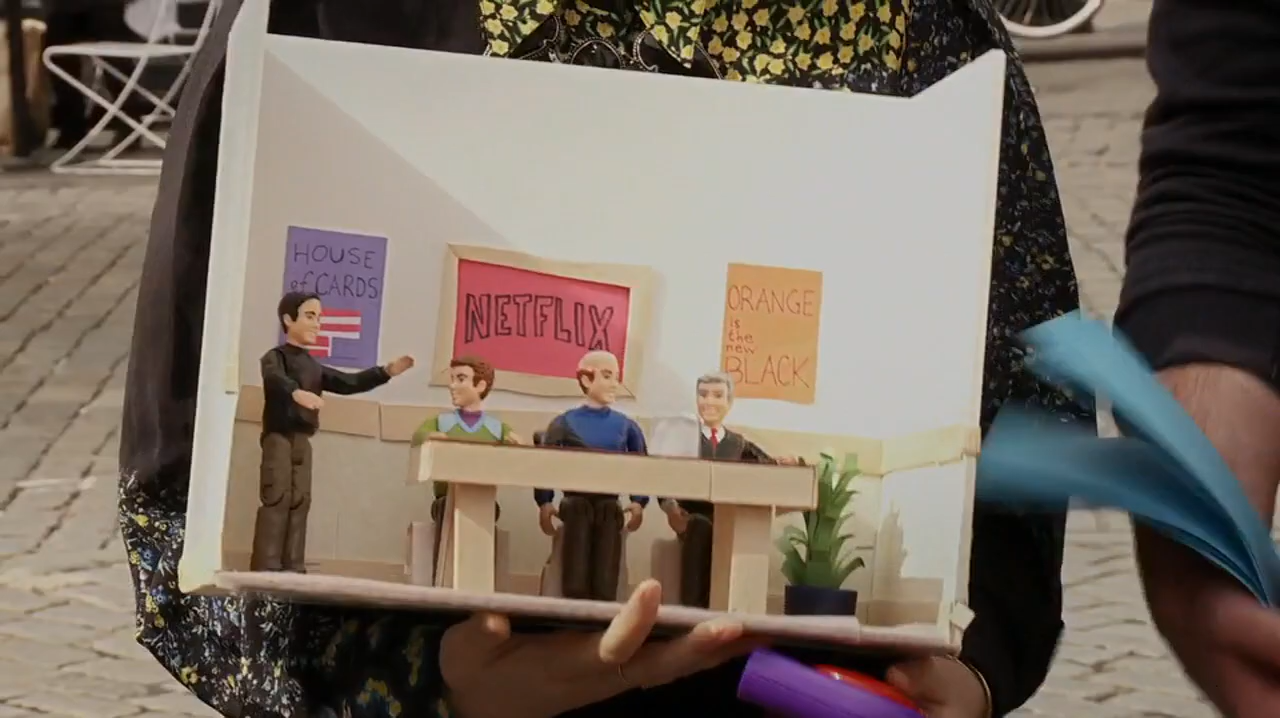 HOUSE
of CARDS
NETFLIX
ORANGE
is
the
new
BLACK